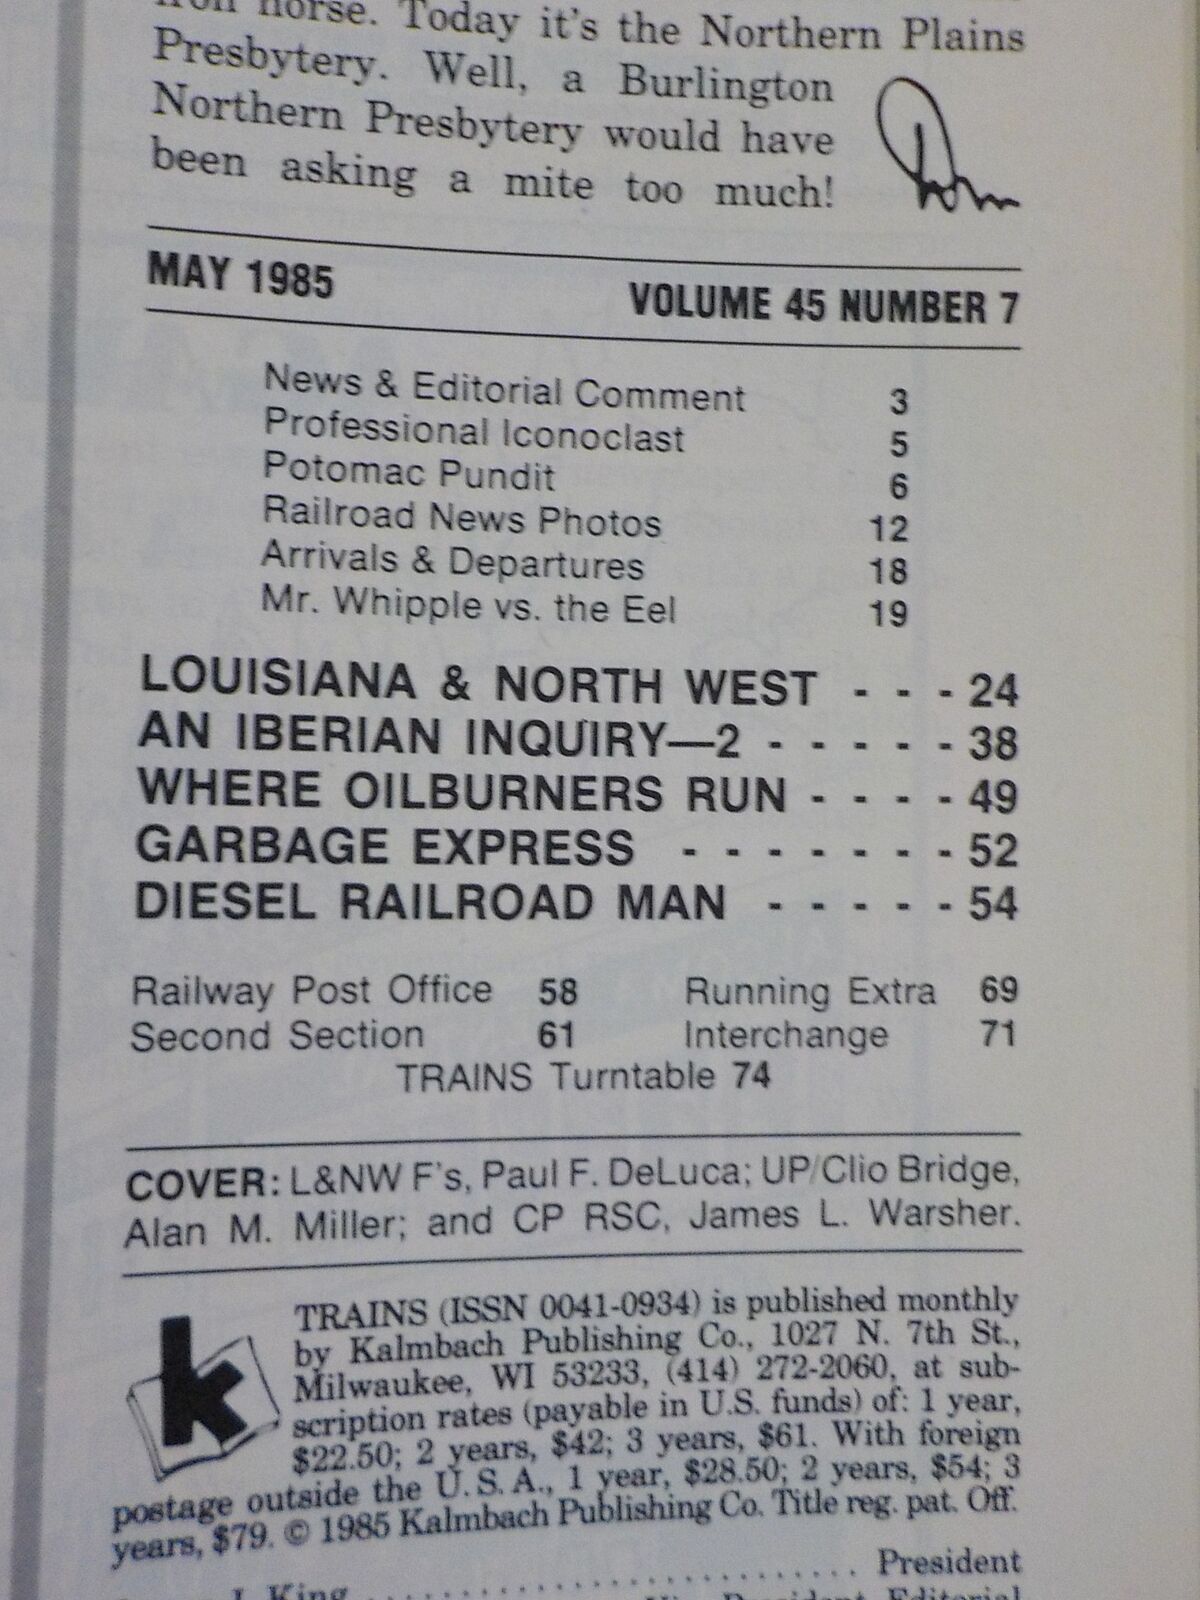 iron horse. Today it's the Northern Plains
Presbytery. Well, a Burlington
Northern Presbytery would have
been asking a mite too much!
MAY 1985 VOLUME 45 NUMBER 7
News & Editorial Comment 3
Professional Iconoclast 5
Potomac Pundit 6
Railroad News Photos 12
Arrivals & Departures 18
Mr. Whipple vs. the Eel 19
LOUISIANA & NORTH WEST - - - 24
AN IBERIAN INQUIRY—2 - - - - - 38
WHERE OILBURNERS RUN - - - - 49
GARBAGE EXPRESS - - - - - - - 52
DIESEL RAILROAD MAN - - - - - 54
Railway Post Office 58 Running Extra 69
Second Section 61 Interchange 71
TRAINS Turntable 74
COVER: L&NW F's, Paul F. DeLuca; UP/Clio Bridge,
Alan M. Miller; and CP RSC, James L. Warsher.
k
TRAINS (ISSN 0041-0934) is published monthly
by Kalmbach Publishing Co., 1027 N. 7th St.,
Milwaukee, WI 53233, (414) 272-2060, at sub-
scription rates (payable in U.S. funds) of: 1 year,
$22.50; 2 years, $42; 3 years, $61. With foreign
postage outside the U.S.A., 1 year, $28.50; 2 years, $54; 3
years, $79. © 1985 Kalmbach Publishing Co. Title reg. pat. Off.
J. King .......................... President
Vice President, Editorial